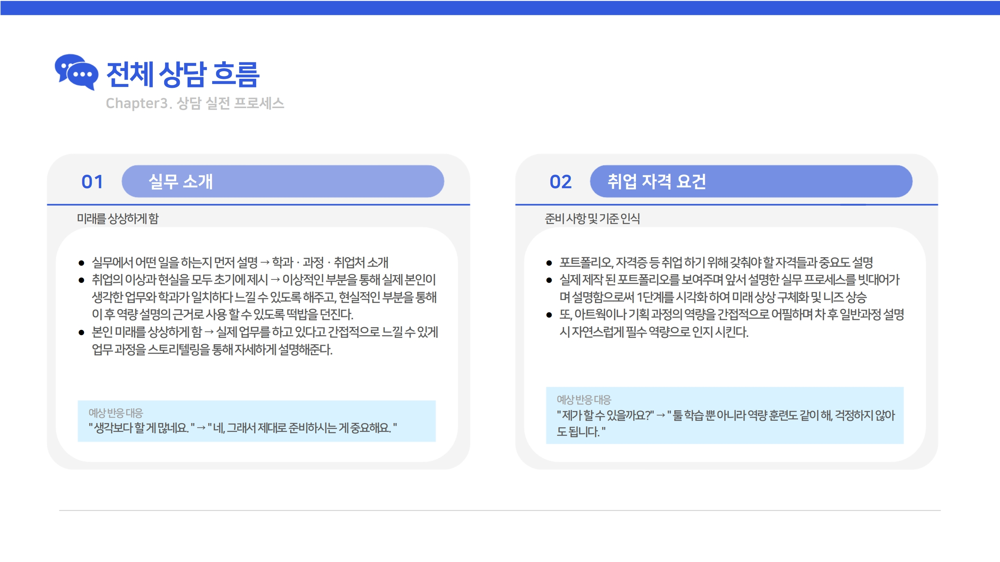 전체 상담 흐름
Chapter3. 상담 실전 프로세스
01 실무 소개
미래를 상상하게 함
● 실무에서 어떤 일을 하는지 먼저 설명 → 학과 · 과정 · 취업처 소개
● 취업의 이상과 현실을 모두 초기에 제시 → 이상적인 부분을 통해 실제 본인이
생각한 업무와 학과가 일치하다 느낄 수 있도록 해주고, 현실적인 부분을 통해
이 후 역량 설명의 근거로 사용 할 수 있도록 떡밥을 던진다.
● 본인 미래를 상상하게 함 → 실제 업무를 하고 있다고 간접적으로 느낄 수 있게
업무 과정을 스토리텔링을 통해 자세하게 설명해준다.
예상 반응 대응
"생각보다 할 게 많네요. " → "네, 그래서 제대로 준비하시는 게 중요해요. "
02 취업 자격 요건
준비 사항 및 기준 인식
● 포트폴리오, 자격증 등 취업 하기 위해 갖춰야 할 자격들과 중요도 설명
● 실제 제작 된 포트폴리오를 보여주며 앞서 설명한 실무 프로세스를 빗대어가
며 설명함으로써 1단계를 시각화 하여 미래 상상 구체화 및 니즈 상승
● 또, 아트웍이나 기획 과정의 역량을 간접적으로 어필하며 차 후 일반과정 설명
시 자연스럽게 필수 역량으로 인지 시킨다.
예상 반응 대응
"제가 할 수 있을까요?" → "툴 학습 뿐 아니라 역량 훈련도 같이 해, 걱정하지 않아
도 됩니다. "